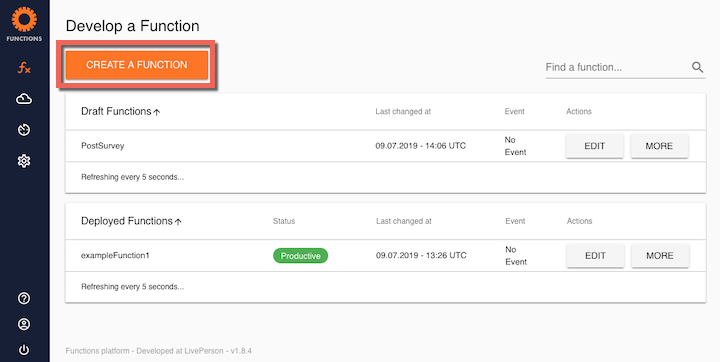 FUNCTIONS
Develop a Function
CREATE A FUNCTION
Find a function...
Draft Functions Last changed at Event Actions
PostSurvey 09.07.2019 - 14:06 UTC No Event EDIT MORE
Refreshing every 5 seconds...
Deployed Functions Status Last changed at Event Actions
exampleFunction1 Productive 09.07.2019 - 13:26 UTC No Event EDIT MORE
Refreshing every 5 seconds...
Functions platform - Developed at LivePerson - v1.8.4